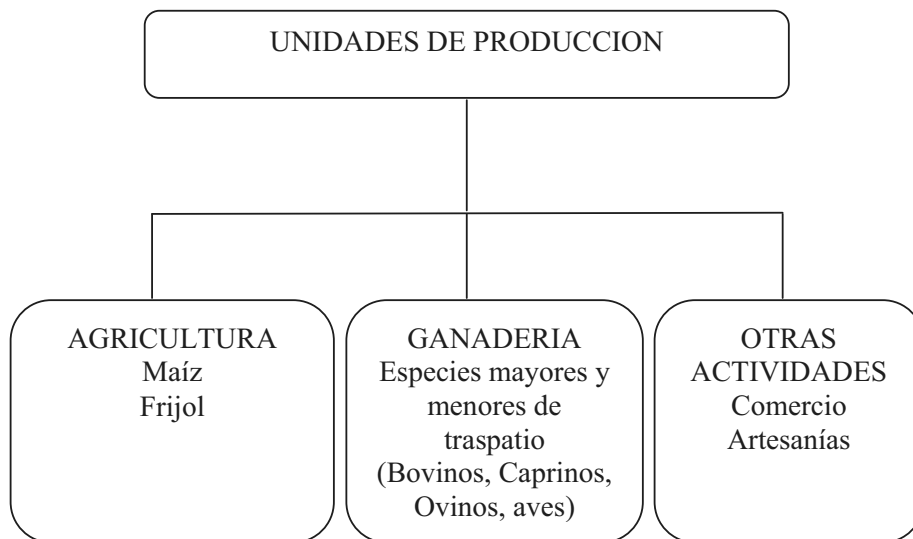 UNIDADES DE PRODUCCION
AGRICULTURA
Maíz
Frijol
GANADERIA
Especies mayores y
menores de
traspatio
(Bovinos, Caprinos,
Ovinos, aves)
OTRAS
ACTIVIDADES
Comercio
Artesanías